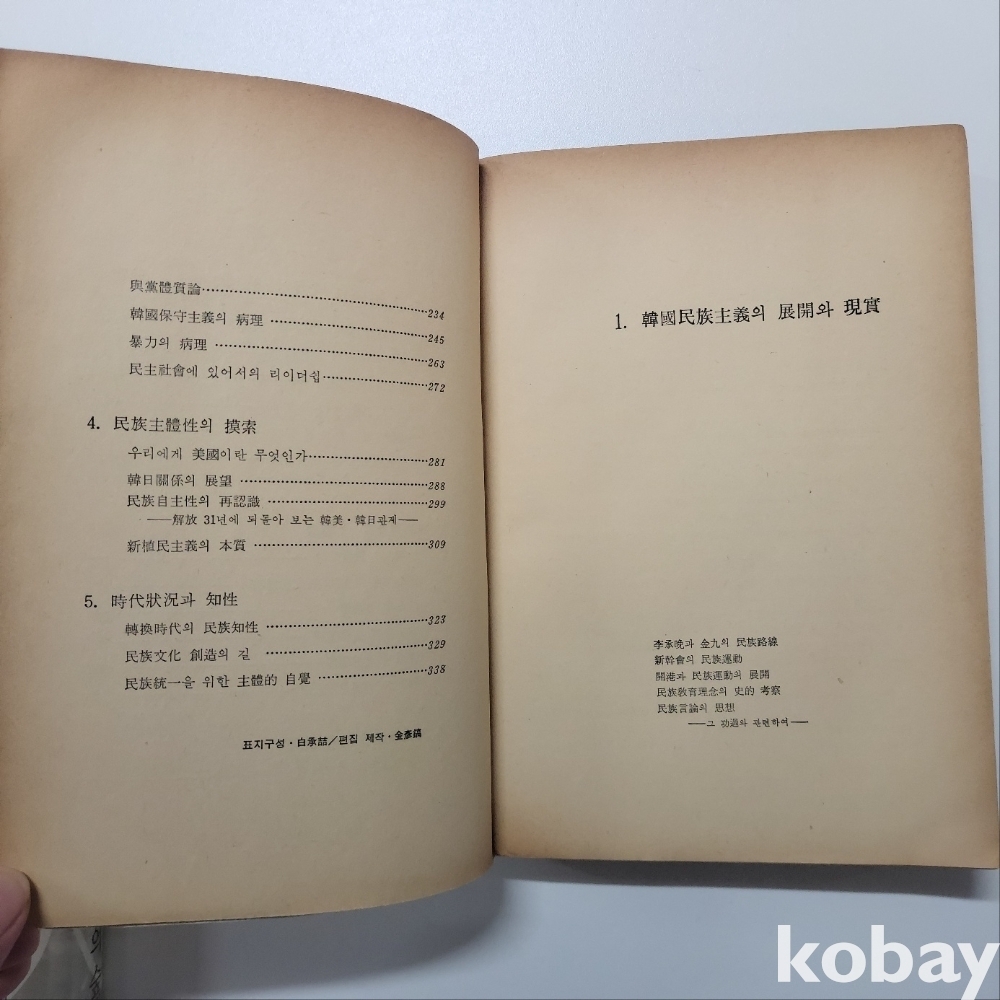 與黨體質論 234
韓國保守主義의 病理 245
暴力의 病理 263
民主社會에 있어서의 리이더쉽 272
4. 民族主體性의 摸索
우리에게 美國이란 무엇인가 281
韓日關係의 展望 288
民族自主性의 再認識 299
──解放 31년에 되돌아 보는 韓美·韓日관계──
新植民主義의 本質 309
5. 時代狀況과 知性
轉換時代의 民族知性 323
民族文化 創造의 길 329
民族統一을 위한 主體的 自覺 338
표지구성·白承喆／편집 제작·金彥鎬
1. 韓國民族主義의 展開와 現實
李承晩과 金九의 民族路線
新幹會의 民族運動
開港과 民族運動의 展開
民族敎育理念의 史的 考察
民族言論의 思想
──그 功過와 관련하여──
kobay